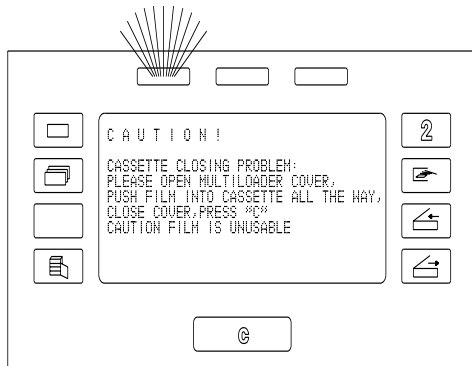 CAUTION!
2
CASSETTE CLOSING PROBLEM:
PLEASE OPEN MULTILOADER COVER,
PUSH FILM INTO CASSETTE ALL THE WAY,
CLOSE COVER,PRESS "C"
CAUTION FILM IS UNUSABLE
C